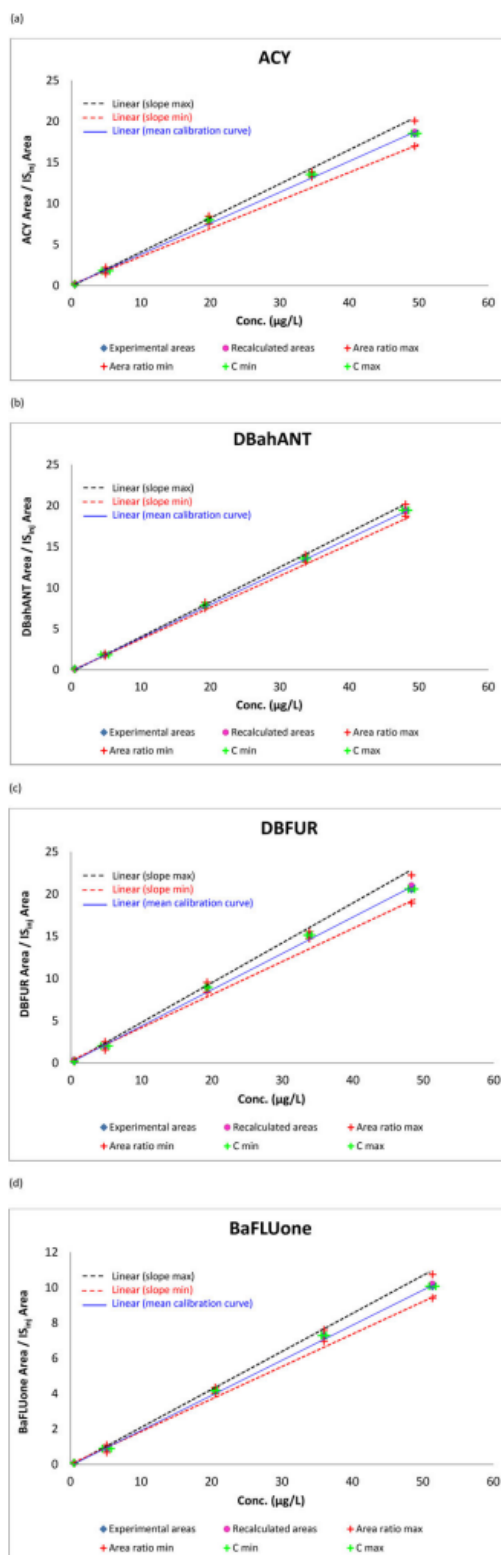 (a)
ACY
25
Linear (slope max)
20
Linear (slope min)
Linear (mean calibration curve)
15
10
5
0
ACY Area / IS inj Area
0 10 20 30 40 50 60
Conc. (µg/L)
Experimental areas Recalculated areas Area ratio max
Aera ratio min C min C max
(b)
DBahANT
25
Linear (slope max)
Linear (slope min)
20
Linear (mean calibration curve)
15
10
5
0
DBahANT Area / IS inj Area
0 10 20 30 40 50 60
Conc. (µg/L)
Experimental areas Recalculated areas Area ratio max
Area ratio min C min C max
(c)
DBFUR
25
Linear (slope max)
Linear (slope min)
20
Linear (mean calibration curve)
15
10
5
0
DBFUR Area / IS inj Area
0 10 20 30 40 50 60
Conc. (µg/L)
Experimental areas Recalculated areas Area ratio max
Area ratio min C min C max
(d)
BaFLUone
12
Linear (slope max)
Linear (slope min)
10
Linear (mean calibration curve)
8
6
4
2
0
BaFLUone Area / IS inj Area
0 10 20 30 40 50 60
Conc. (µg/L)
Experimental areas Recalculated areas Area ratio max
Area ratio min C min C max